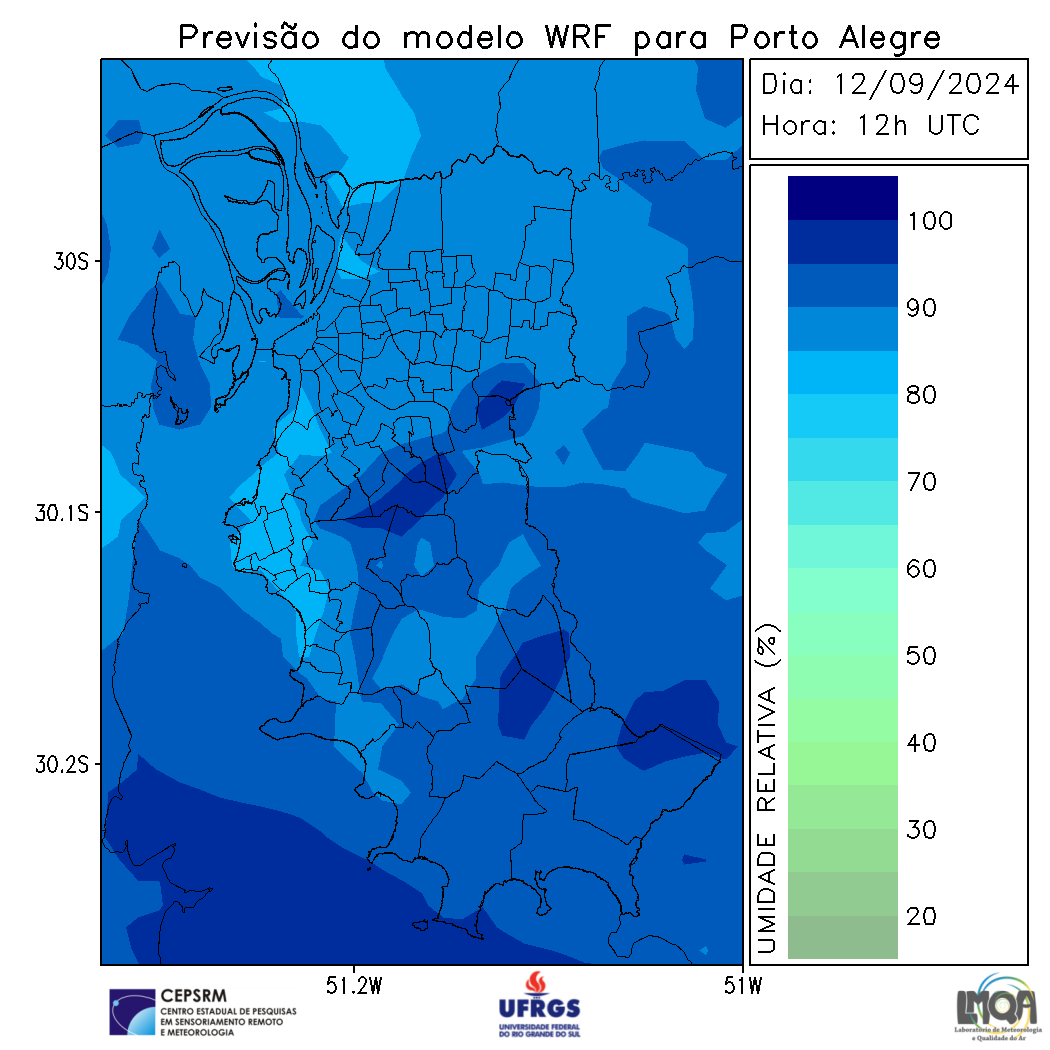 Previsão do modelo WRF para Porto Alegre
Dia: 12/09/2024
Hora: 12h UTC
100
90
80
70
60
50
40
30
20
UMIDADE RELATIVA (%)
30S
30.1S
30.2S
51.2W
51W
CEPSRM
CENTRO ESTADUAL DE PESQUISAS
EM SENSORIAMENTO REMOTO
E METEOROLOGIA
UFRGS
UNIVERSIDADE FEDERAL
DO RIO GRANDE DO SUL
LMQA
Laboratório de Meteorologia
e Qualidade do Ar